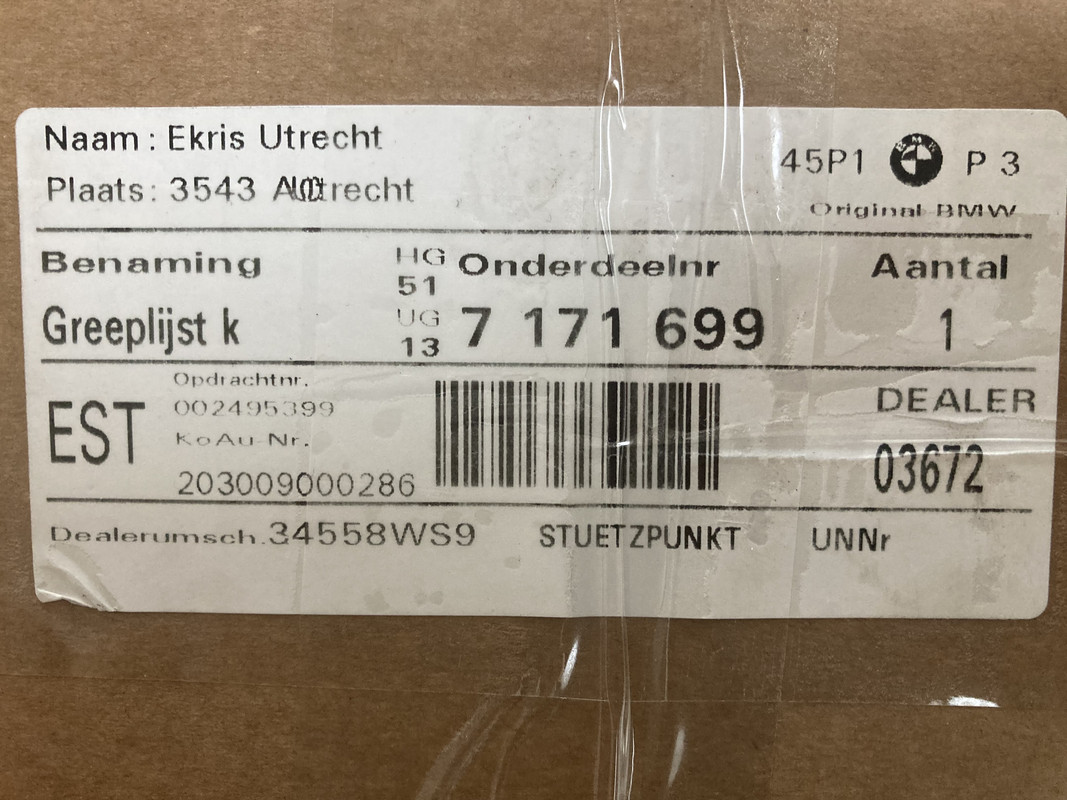 Naam : Ekris Utrecht
Plaats: 3543
45P1 BMW P 3
Original BMW
Benaming HG Onderdeelnr Aantal
51
Greeplijst k UG 7 171 699 1
13
Opdrachtnr.
EST 002495399 DEALER
KoAu-Nr. 03672
203009000286
Dealerumsch.34558WS9 STUETZPUNKT UNNr